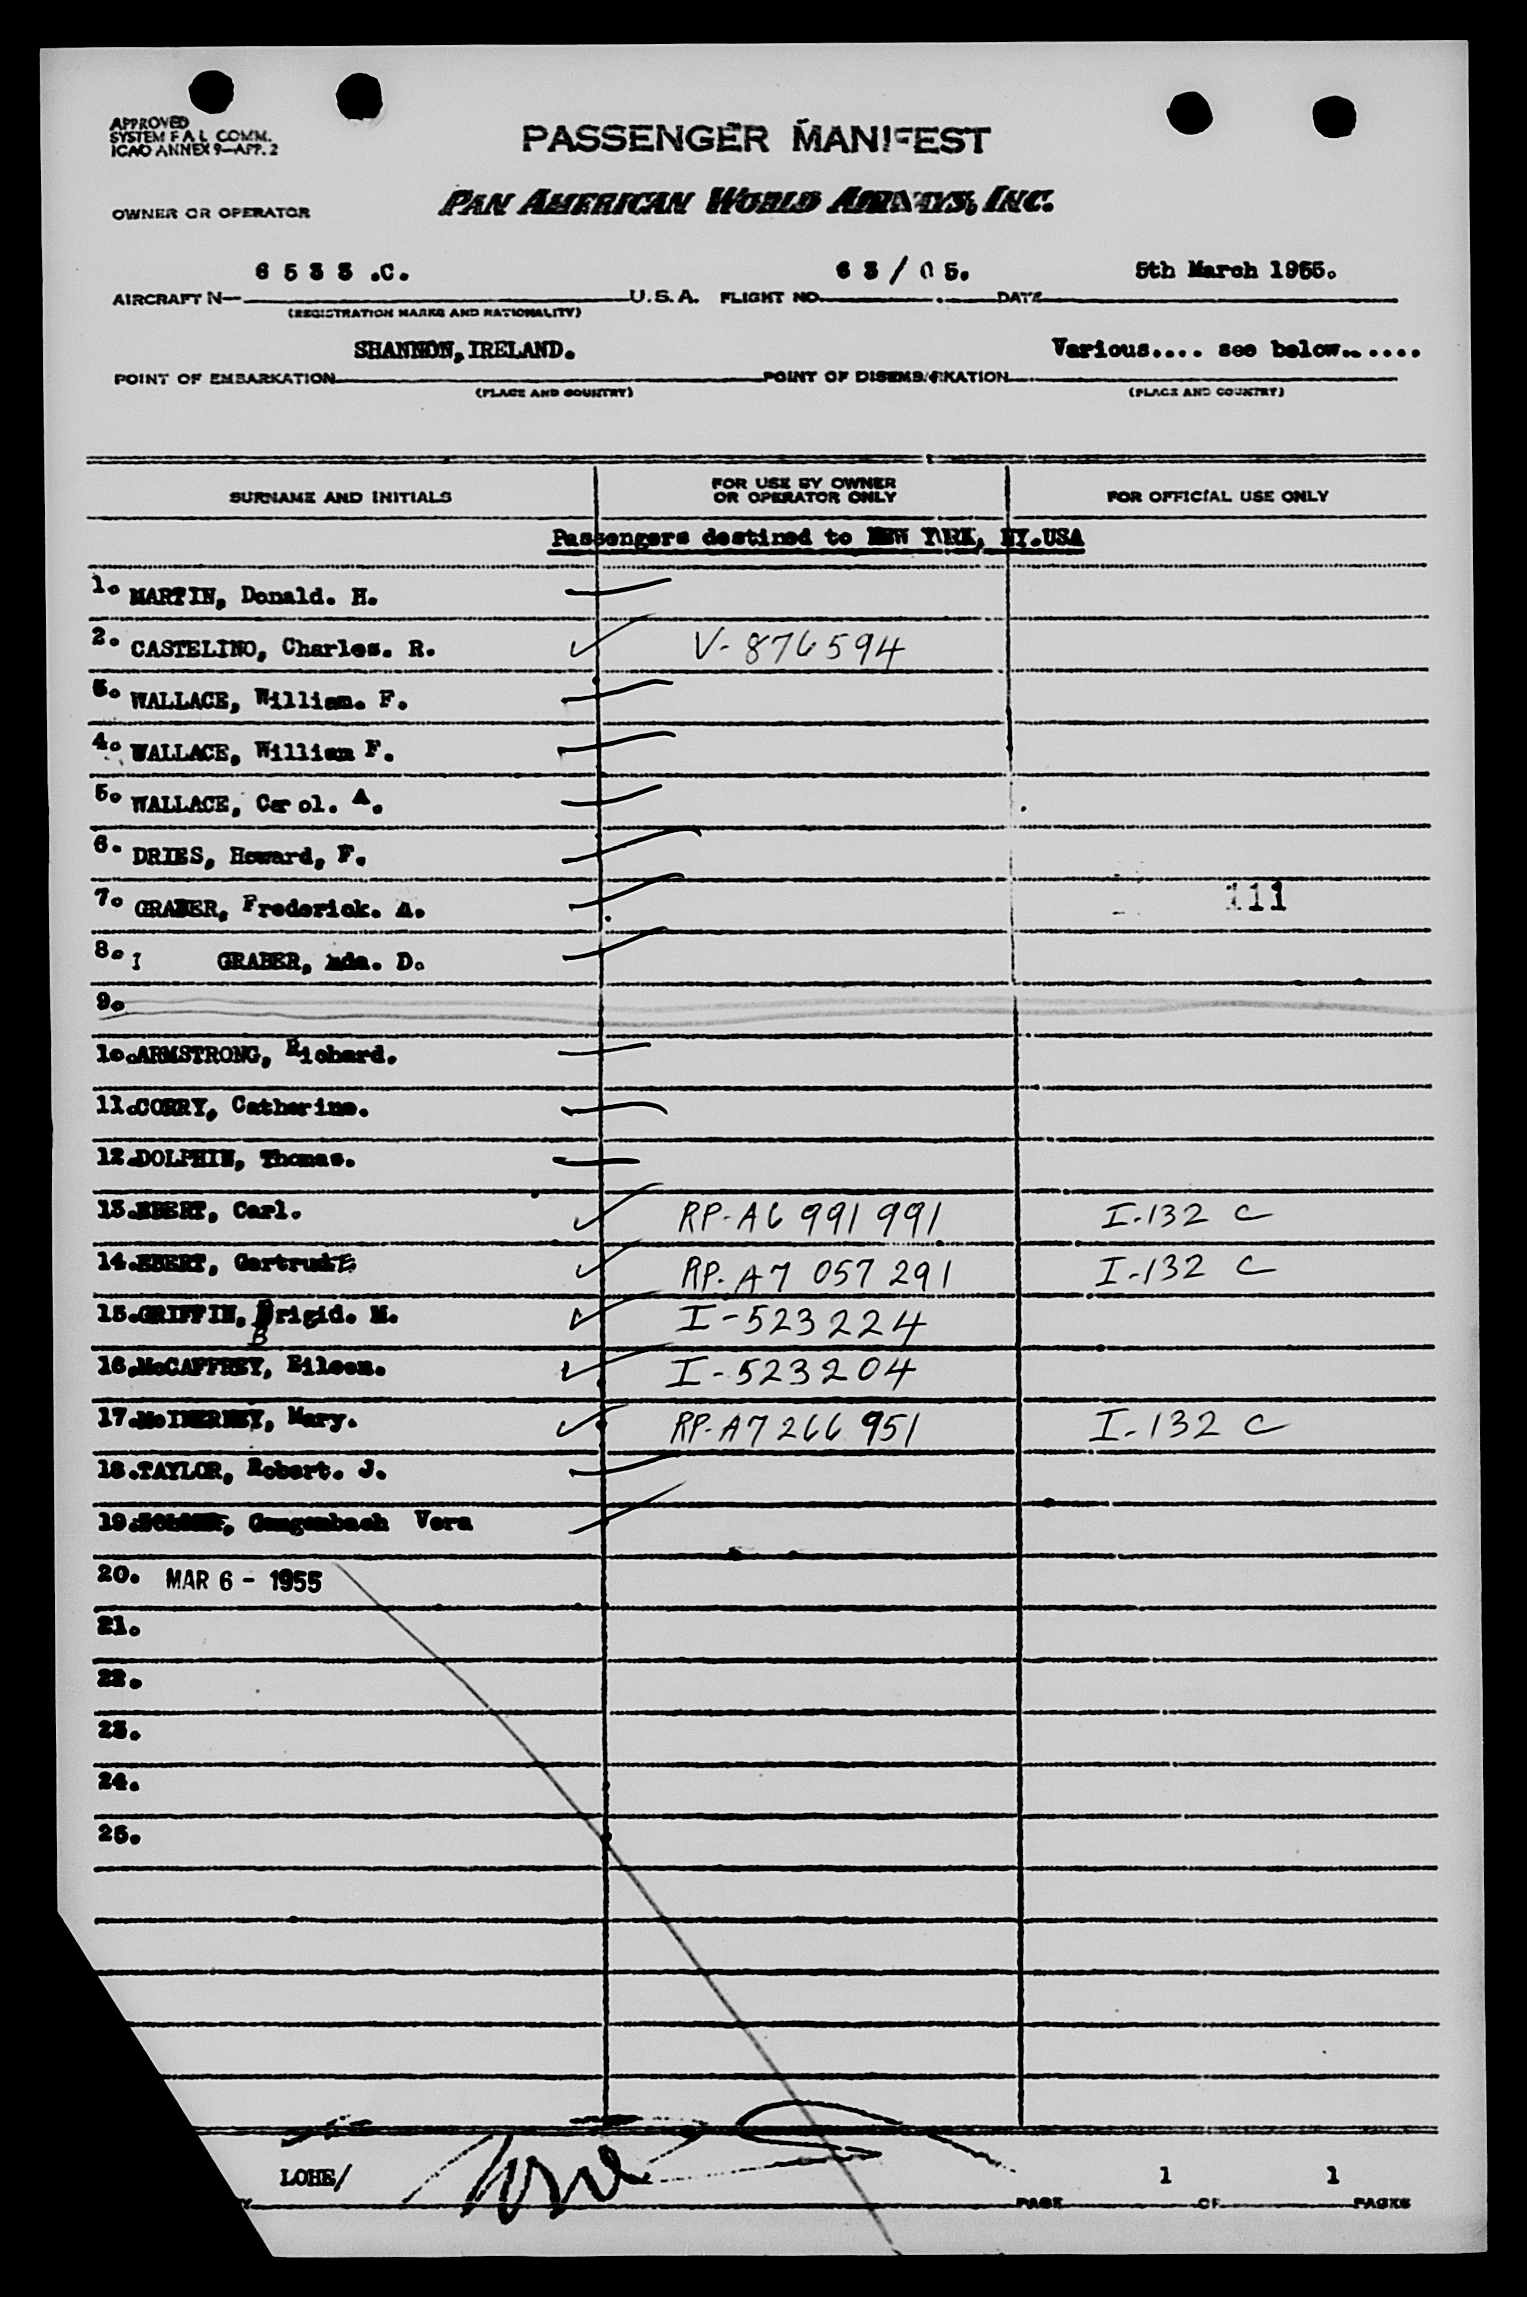 APPROVED
SYSTEM F A L COMM.
ICAO ANNEX 9—APP. 2
PASSENGER MANIFEST
OWNER OR OPERATOR
PAN AMERICAN WORLD AIRWAYS, INC.
AIRCRAFT N— 6 5 3 3 .C. U. S. A. FLIGHT NO. 6 3 / 0 5. DATE 5th March 1955.
(REGISTRATION MARKS AND NATIONALITY)
POINT OF EMBARKATION SHANNON, IRELAND. POINT OF DISEMBARKATION Various.... see below......
(PLACE AND COUNTRY) (PLACE AND COUNTRY)
SURNAME AND INITIALS FOR USE BY OWNER OR OPERATOR ONLY FOR OFFICIAL USE ONLY
Passengers destined to NEW YORK, NY.USA
1. MARTIN, Donald. H.
2. CASTELINO, Charles. R. V-876594
3. WALLACE, William. F.
4. WALLACE, William F.
5. WALLACE, Carol. A.
6. DRIES, Howard, F.
7. GRABER, Frederick. A. 111
8. GRABER, D.
9.
10.ARMSTRONG, Richard.
11.CORRY, Catherine.
12.DOLPHIN, Thomas.
13.EBERT, Carl. RP-A6 991 991 I-132 C
14.EBERT, Gertrude RP. A7 057 291 I-132 C
15.GRIFFIN, Brigid. M. I-523224
B
16.McCAFFREY, Eileen. I-523204
17.McINERNEY, Mary. RP-A7 266 951 I-132 C
18.TAYLOR, Robert. J.
19. Gengenbach Vera
20. MAR 6 - 1955
21.
22.
23.
24.
25.
LOHE/
PAGE 1 OF 1 PAGES